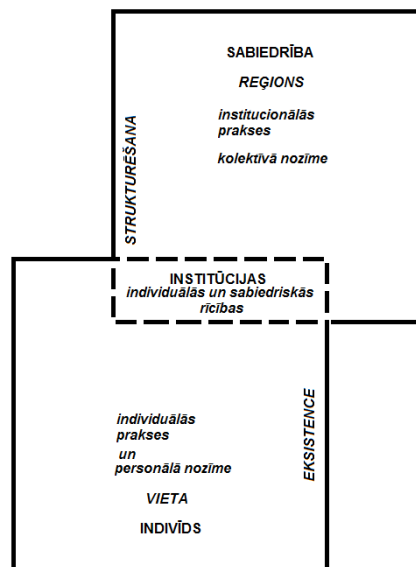 SABIEDRĪBA
REĢIONS
institucionālās
prakses
kolektīvā nozīme
STRUKTURĒŠANA
INSTITŪCIJAS
individuālās un sabiedriskās
rīcības
individuālās
prakses
un
personālā nozīme
VIETA
INDIVĪDS
EKSISTENCE